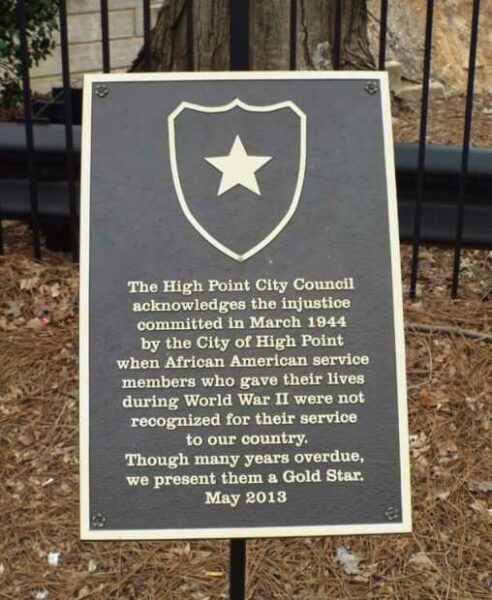 The High Point City Council
acknowledges the injustice
committed in March 1944
by the City of High Point
when African American service
members who gave their lives
during World War II were not
recognized for their service
to our country.
Though many years overdue,
we present them a Gold Star.
May 2013